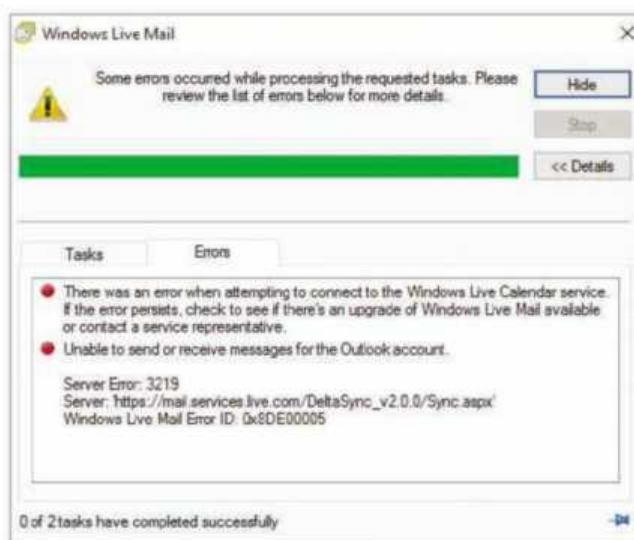 Windows Live Mail
Some errors occurred while processing the requested tasks. Please
review the list of errors below for more details.
Hide
Stop
<< Details
Tasks
Errors
There was an error when attempting to connect to the Windows Live Calendar service.
If the error persists, check to see if there's an upgrade of Windows Live Mail available
or contact a service representative.
Unable to send or receive messages for the Outlook account.
Server Error: 3219
Server: 'https://mail.services.live.com/DeltaSync_v2.0.0/Sync.aspx'
Windows Live Mail Error ID: 0x8DE00005
0 of 2 tasks have completed successfully